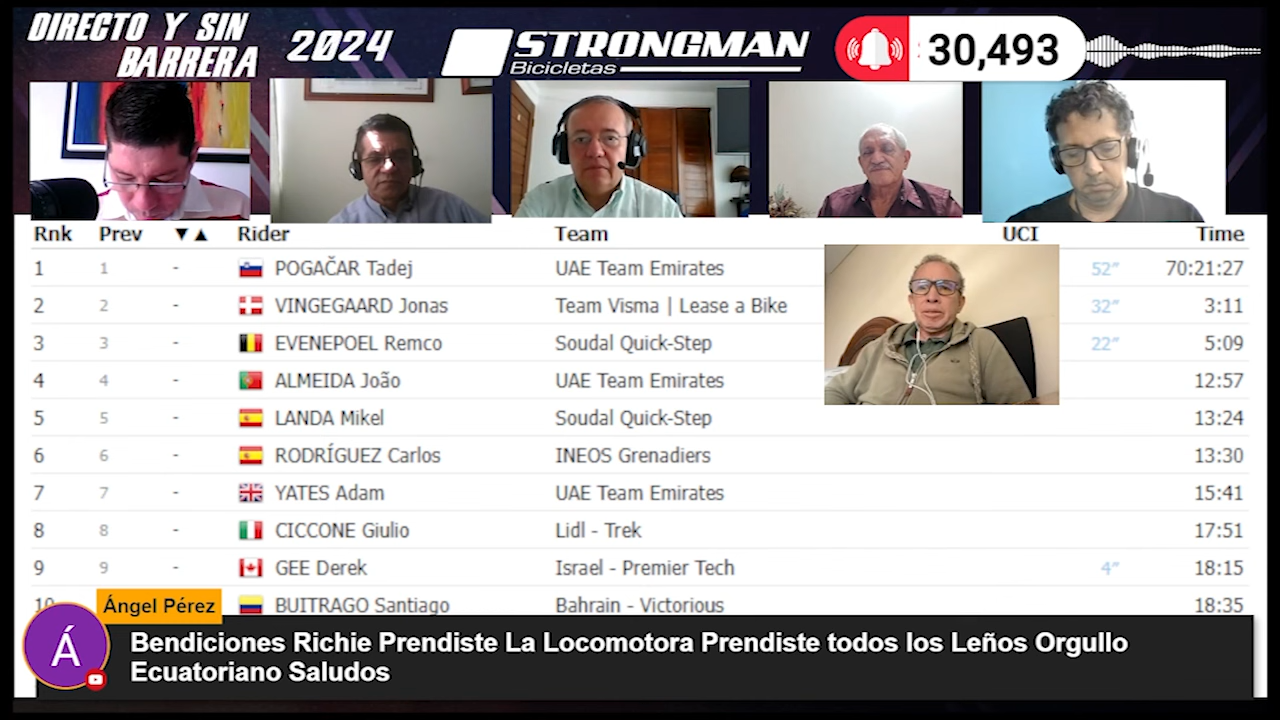 DIRECTO Y SIN
BARRERA
2024
STRONGMAN
Bicicletas
30,493
Rnk Prev ▼▲ Rider Team UCI Time
1 1 - POGAČAR Tadej UAE Team Emirates 52″ 70:21:27
2 2 - VINGEGAARD Jonas Team Visma | Lease a Bike 32″ 3:11
3 3 - EVENEPOEL Remco Soudal Quick-Step 22″ 5:09
4 4 - ALMEIDA João UAE Team Emirates 12:57
5 5 - LANDA Mikel Soudal Quick-Step 13:24
6 6 - RODRÍGUEZ Carlos INEOS Grenadiers 13:30
7 7 - YATES Adam UAE Team Emirates 15:41
8 8 - CICCONE Giulio Lidl - Trek 17:51
9 9 - GEE Derek Israel - Premier Tech 4″ 18:15
10 BUITRAGO Santiago Bahrain - Victorious 18:35
Ángel Pérez
Á
Bendiciones Richie Prendiste La Locomotora Prendiste todos los Leños Orgullo
Ecuatoriano Saludos